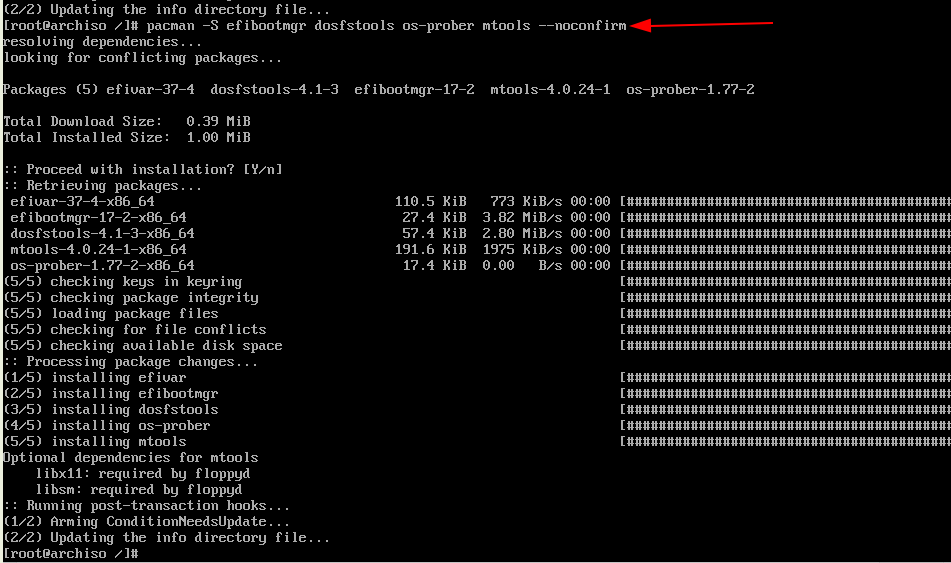 (2/2) Updating the info directory file...
[root@archiso /]# pacman -S efibootmgr dosfstools os-prober mtools --noconfirm
resolving dependencies...
looking for conflicting packages...
Packages (5) efivar-37-4  dosfstools-4.1-3  efibootmgr-17-2  mtools-4.0.24-1  os-prober-1.77-2
Total Download Size:   0.39 MiB
Total Installed Size:  1.00 MiB
:: Proceed with installation? [Y/n]
:: Retrieving packages...
efivar-37-4-x86_64 110.5 KiB 773 KiB/s 00:00 [#########################################
efibootmgr-17-2-x86_64 27.4 KiB 3.82 MiB/s 00:00 [#########################################
dosfstools-4.1-3-x86_64 57.4 KiB 2.80 MiB/s 00:00 [#########################################
mtools-4.0.24-1-x86_64 191.6 KiB 1975 KiB/s 00:00 [#########################################
os-prober-1.77-2-x86_64 17.4 KiB 0.00 B/s 00:00 [#########################################
(5/5) checking keys in keyring [#########################################
(5/5) checking package integrity [#########################################
(5/5) loading package files [#########################################
(5/5) checking for file conflicts [#########################################
(5/5) checking available disk space [#########################################
:: Processing package changes...
(1/5) installing efivar [#########################################
(2/5) installing efibootmgr [#########################################
(3/5) installing dosfstools [#########################################
(4/5) installing os-prober [#########################################
(5/5) installing mtools [#########################################
Optional dependencies for mtools
libx11: required by floppyd
libsm: required by floppyd
:: Running post-transaction hooks...
(1/2) Arming ConditionNeedsUpdate...
(2/2) Updating the info directory file...
[root@archiso /]#